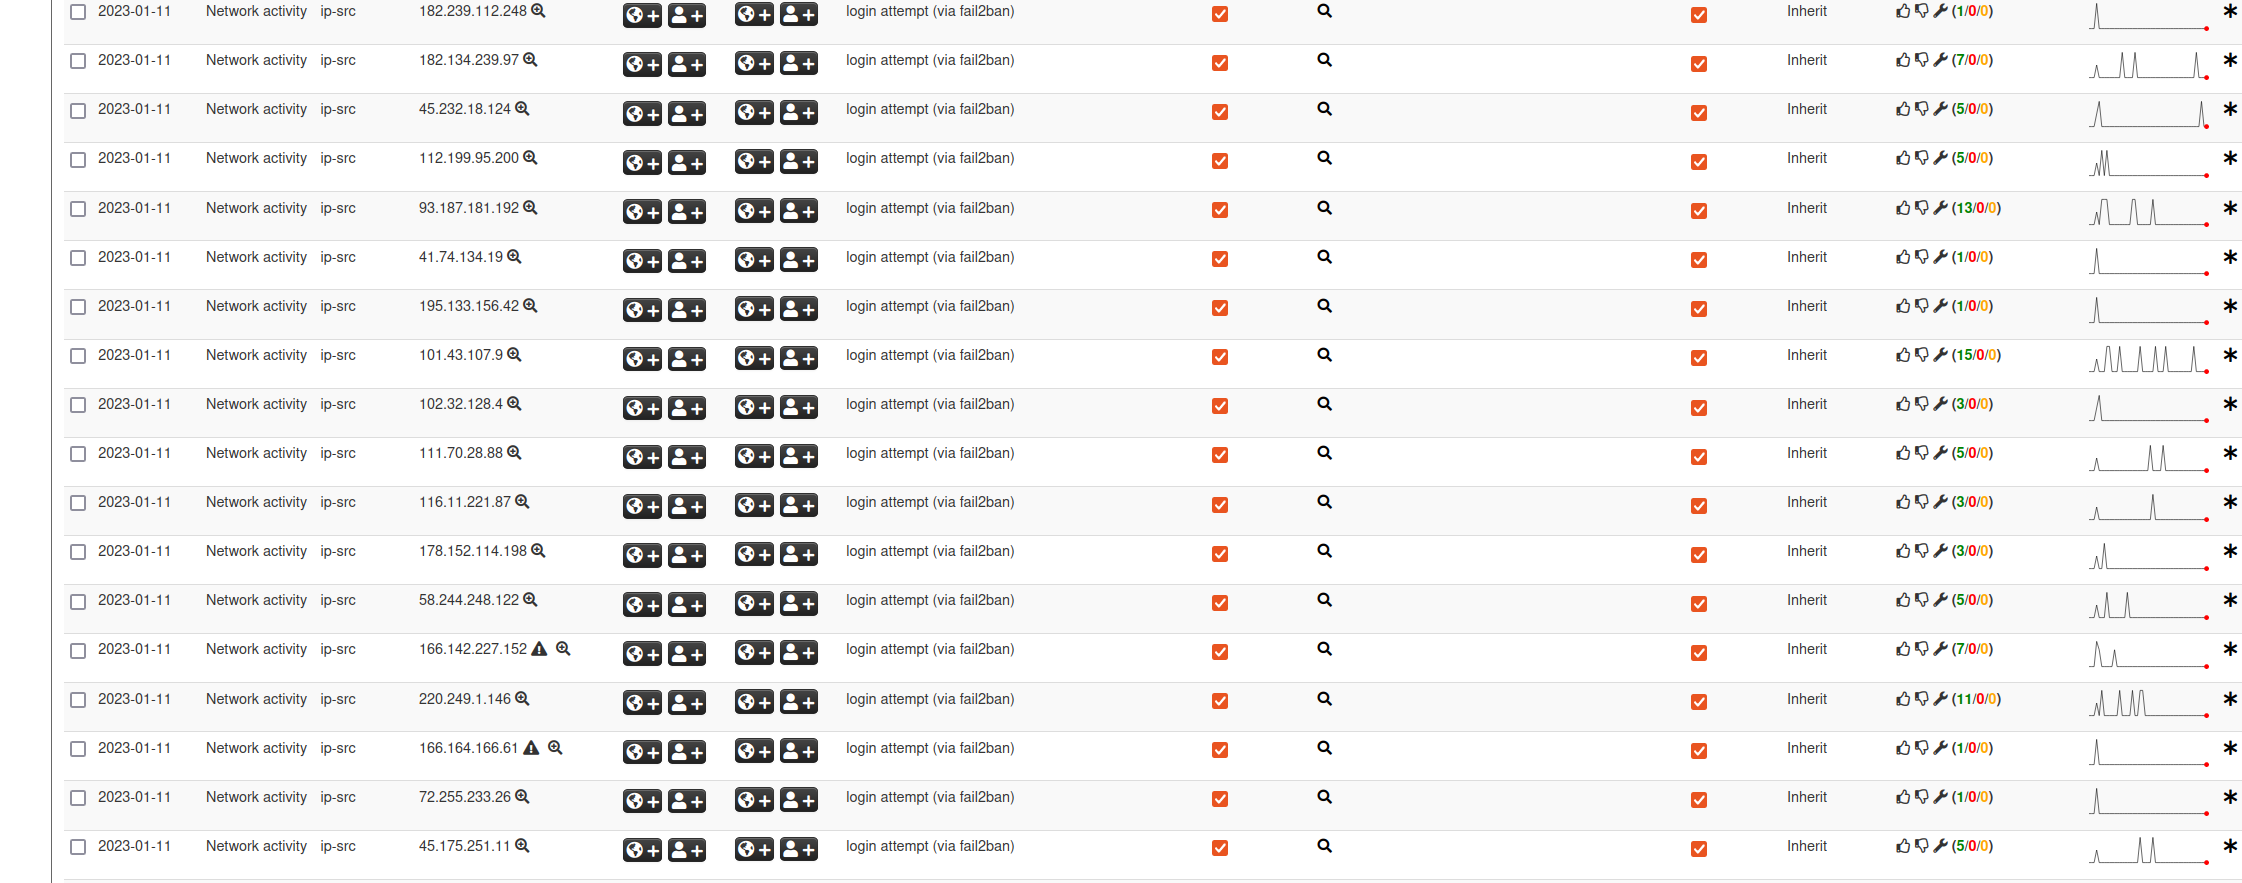 2023-01-11 Network activity ip-src 182.239.112.248 login attempt (via fail2ban) Inherit (1/0/0)
2023-01-11 Network activity ip-src 182.134.239.97 login attempt (via fail2ban) Inherit (7/0/0)
2023-01-11 Network activity ip-src 45.232.18.124 login attempt (via fail2ban) Inherit (5/0/0)
2023-01-11 Network activity ip-src 112.199.95.200 login attempt (via fail2ban) Inherit (5/0/0)
2023-01-11 Network activity ip-src 93.187.181.192 login attempt (via fail2ban) Inherit (13/0/0)
2023-01-11 Network activity ip-src 41.74.134.19 login attempt (via fail2ban) Inherit (1/0/0)
2023-01-11 Network activity ip-src 195.133.156.42 login attempt (via fail2ban) Inherit (1/0/0)
2023-01-11 Network activity ip-src 101.43.107.9 login attempt (via fail2ban) Inherit (15/0/0)
2023-01-11 Network activity ip-src 102.32.128.4 login attempt (via fail2ban) Inherit (3/0/0)
2023-01-11 Network activity ip-src 111.70.28.88 login attempt (via fail2ban) Inherit (5/0/0)
2023-01-11 Network activity ip-src 116.11.221.87 login attempt (via fail2ban) Inherit (3/0/0)
2023-01-11 Network activity ip-src 178.152.114.198 login attempt (via fail2ban) Inherit (3/0/0)
2023-01-11 Network activity ip-src 58.244.248.122 login attempt (via fail2ban) Inherit (5/0/0)
2023-01-11 Network activity ip-src 166.142.227.152 login attempt (via fail2ban) Inherit (7/0/0)
2023-01-11 Network activity ip-src 220.249.1.146 login attempt (via fail2ban) Inherit (11/0/0)
2023-01-11 Network activity ip-src 166.164.166.61 login attempt (via fail2ban) Inherit (1/0/0)
2023-01-11 Network activity ip-src 72.255.233.26 login attempt (via fail2ban) Inherit (1/0/0)
2023-01-11 Network activity ip-src 45.175.251.11 login attempt (via fail2ban) Inherit (5/0/0)